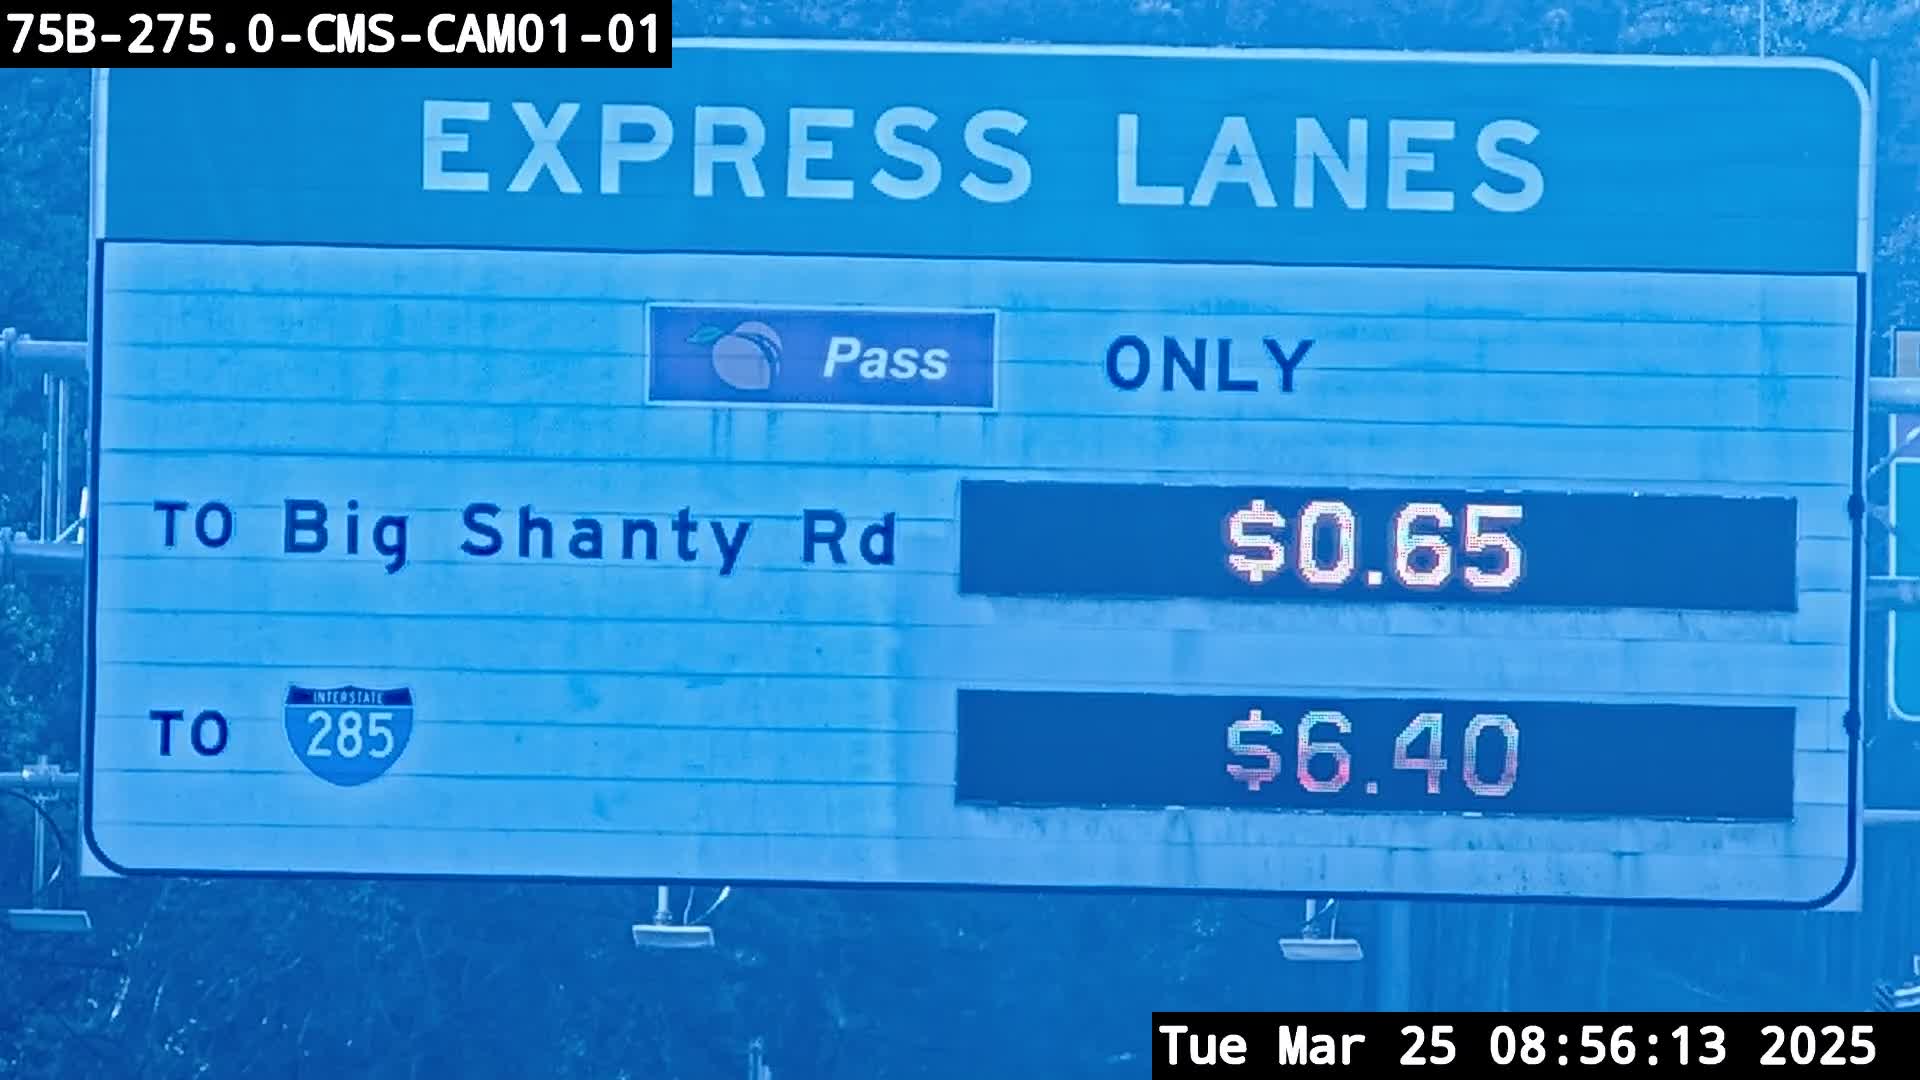 75B-275.0-CMS-CAM01-01
EXPRESS LANES
Pass ONLY
TO Big Shanty Rd $0.65
INTERSTATE
TO 285 $6.40
Tue Mar 25 08:56:13 2025